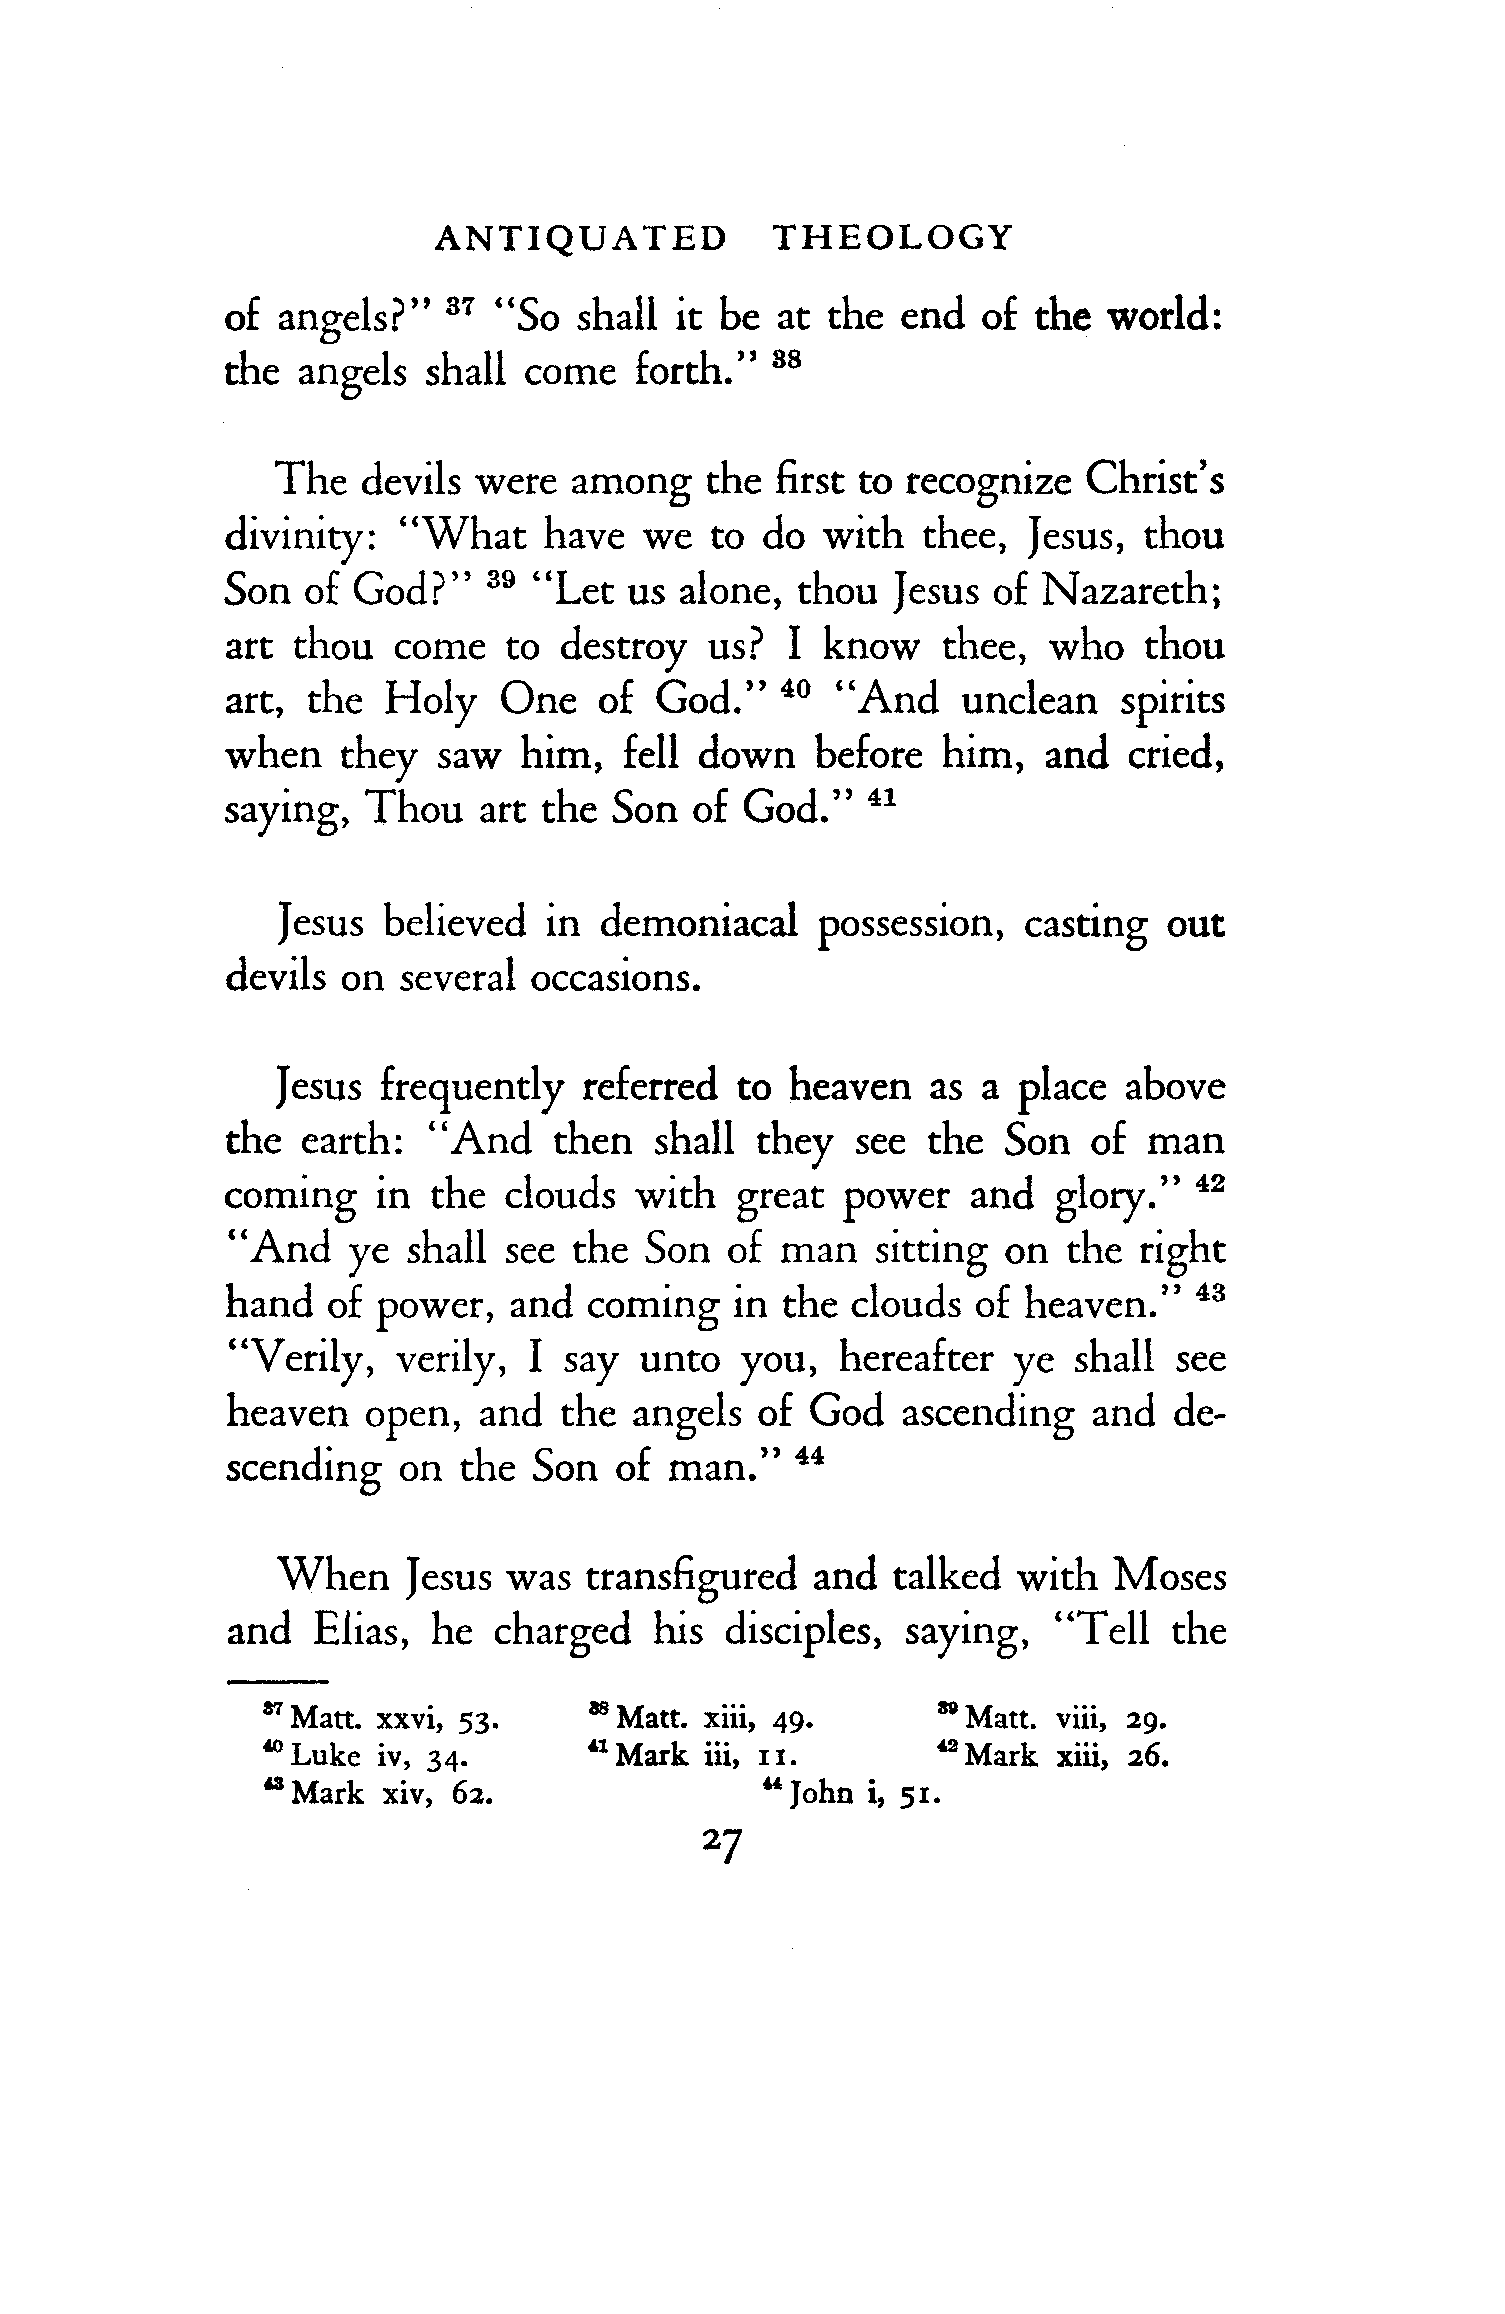 ANTIQUATED THEOLOGY
of angels?" 37 "So shall it be at the end of the world:
the angels shall come forth." 38
The devils were among the first to recognize Christ's
divinity: "What have we to do with thee, Jesus, thou
Son of God?" 39 "Let us alone, thou Jesus of Nazareth;
art thou come to destroy us? I know thee, who thou
art, the Holy One of God." 40 "And unclean spirits
when they saw him, fell down before him, and cried,
saying, Thou art the Son of God." 41
Jesus believed in demoniacal possession, casting out
devils on several occasions.
Jesus frequently referred to heaven as a place above
the earth: "And then shall they see the Son of man
coming in the clouds with great power and glory." 42
"And ye shall see the Son of man sitting on the right
hand of power, and coming in the clouds of heaven." 43
"Verily, verily, I say unto you, hereafter ye shall see
heaven open, and the angels of God ascending and de-
scending on the Son of man." 44
When Jesus was transfigured and talked with Moses
and Elias, he charged his disciples, saying, "Tell the
37 Matt. xxvi, 53. 38 Matt. xiii, 49. 39 Matt. viii, 29.
40 Luke iv, 34. 41 Mark iii, 11. 42 Mark xiii, 26.
43 Mark xiv, 62. 44 John i, 51.
27